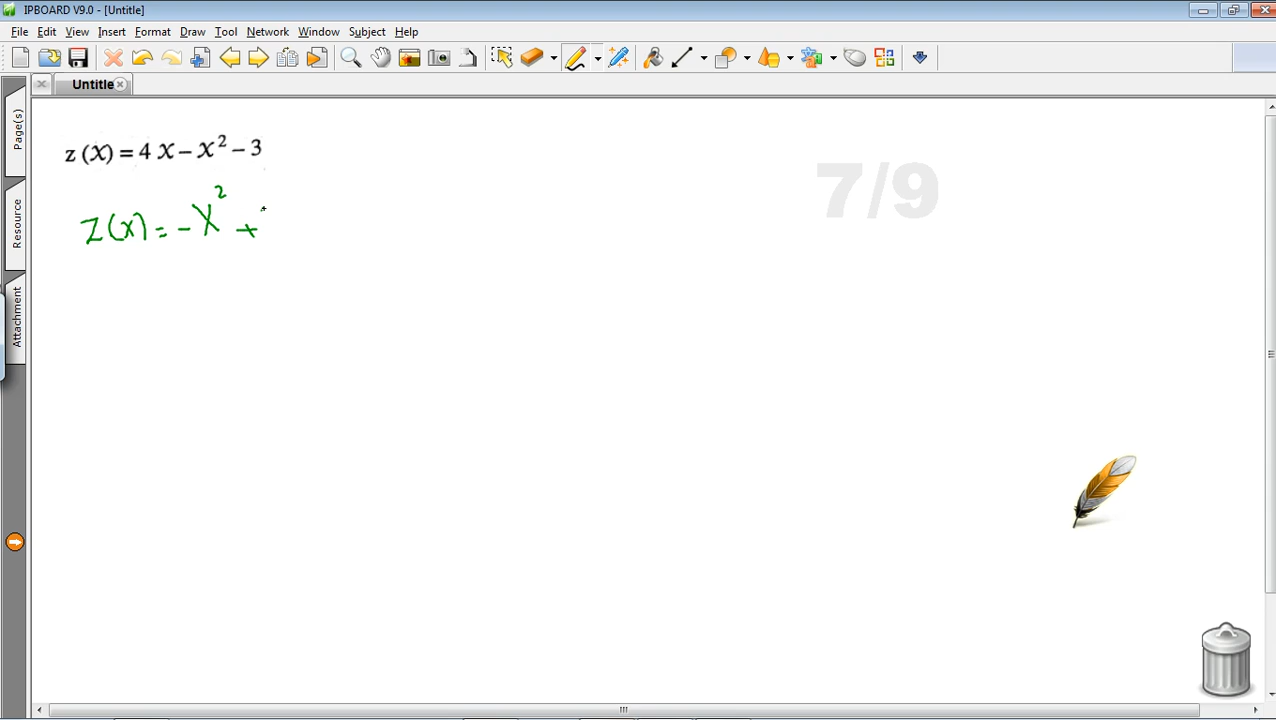 IPBOARD V9.0 - [Untitle]
File Edit View Insert Format Draw Tool Network Window Subject Help
Untitle
Page(s)
Resource
Attachment
z (X) = 4 X − X² − 3
7/9
Z(x) = - X² +